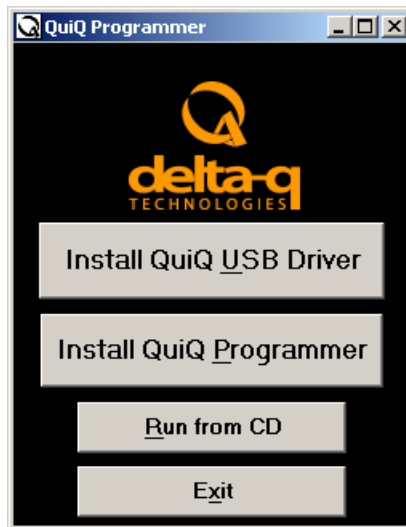 QuiQ Programmer
delta-q
TECHNOLOGIES
Install QuiQ USB Driver
Install QuiQ Programmer
Run from CD
Exit